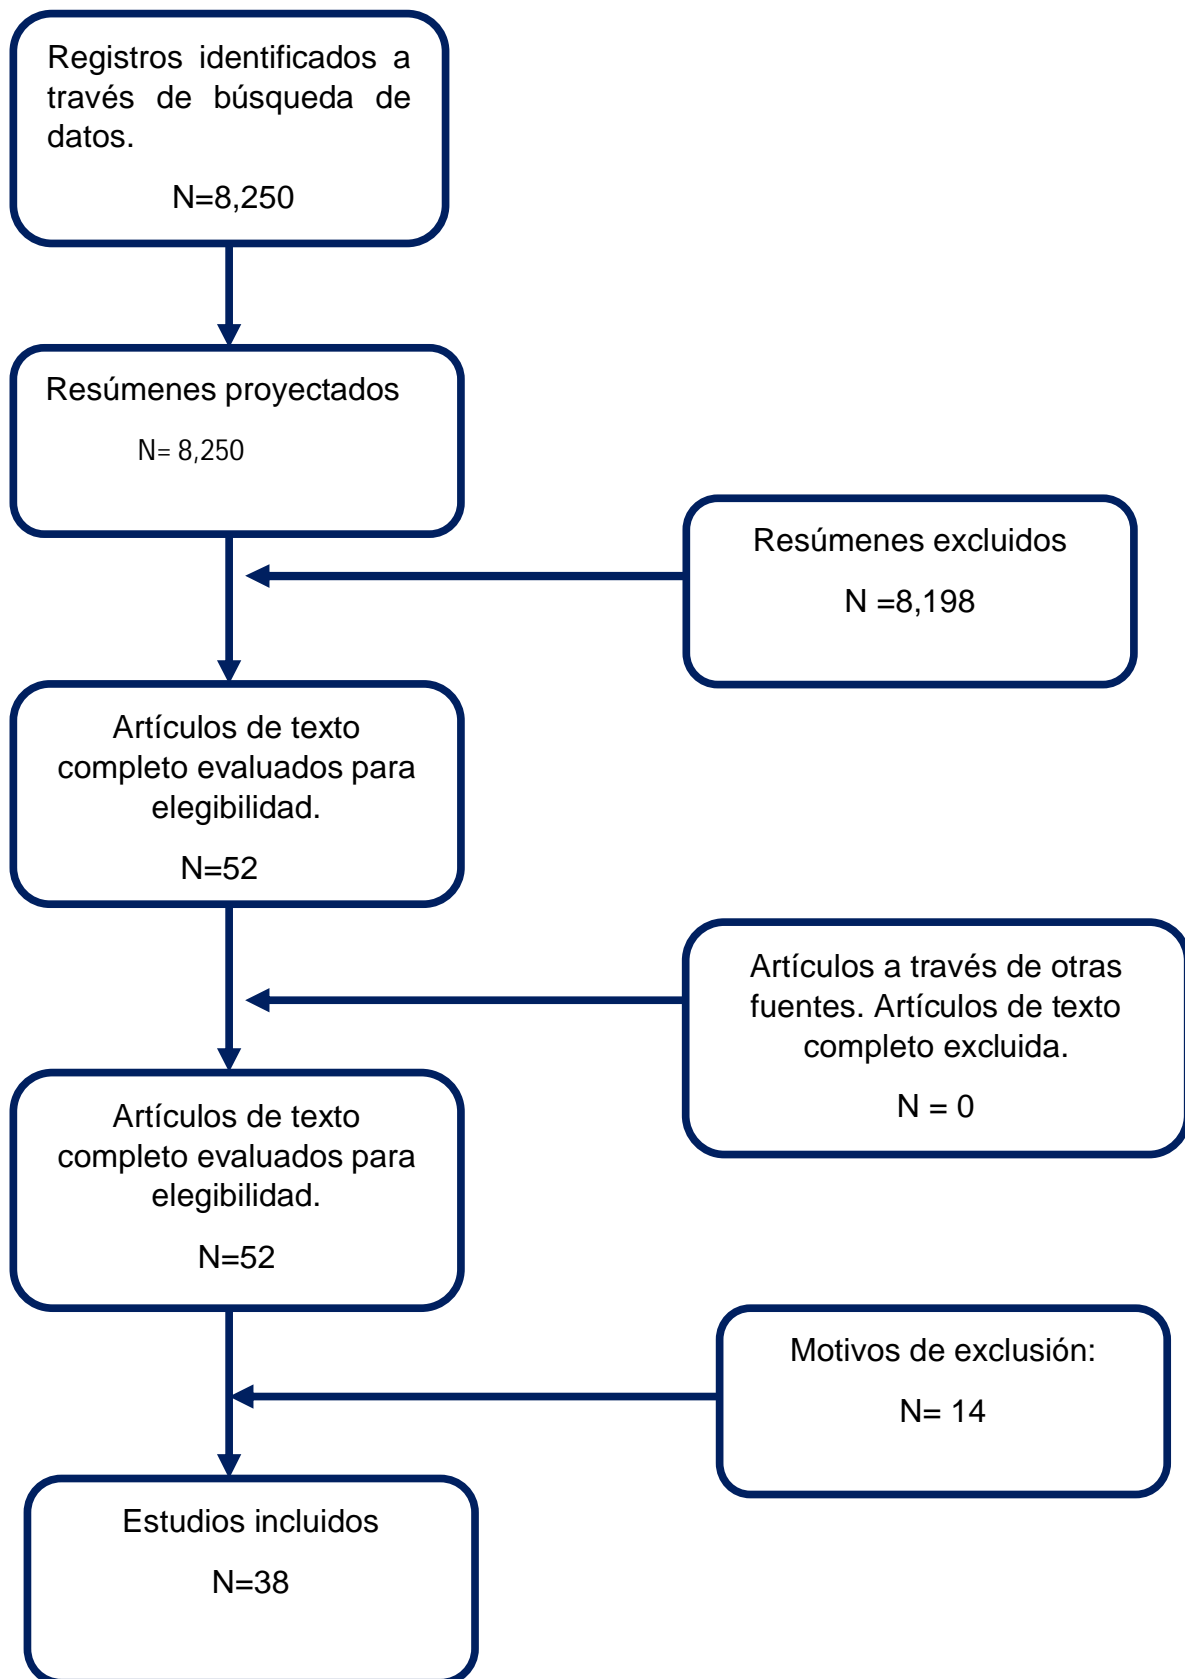 Registros identificados a
través de búsqueda de
datos.
N=8,250
Resúmenes proyectados
N= 8,250
Resúmenes excluidos
N =8,198
Artículos de texto
completo evaluados para
elegibilidad.
N=52
Artículos a través de otras
fuentes. Artículos de texto
completo excluida.
N = 0
Artículos de texto
completo evaluados para
elegibilidad.
N=52
Motivos de exclusión:
N= 14
Estudios incluidos
N=38